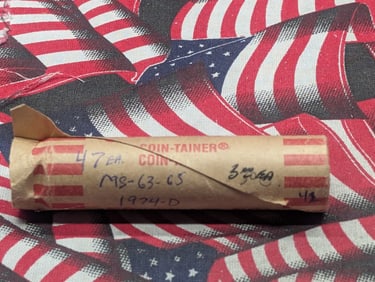 COIN-TAINER®
47 EA. COIN-T
MS-63-65
1974-D